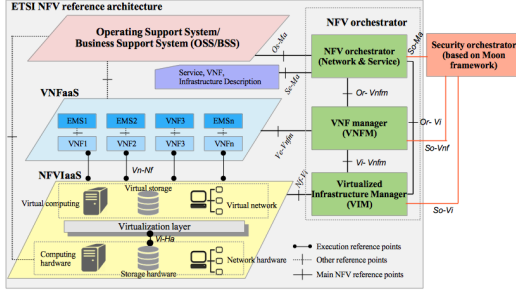 ETSI NFV reference architecture
Operating Support System/
Business Support System (OSS/BSS)
Os-Ma
NFV orchestrator
NFV orchestrator
(Network & Service)
So-Ma
Security orchestrator
(based on Moon
framework)
Service, VNF,
Infrastructure Description
Se-Ma
Or- Vnfm
VNFaaS
EMS1
EMS2
VNF3
EMSn
VNF1
VNF2
VNF3
VNFn
Ve-Vnfm
VNF manager
(VNFM)
Or- Vi
So-Vnf
Vn-Nf
Vi- Vnfm
NFVIaaS
Nf-Vi
Virtualized
Infrastructure Manager
(VIM)
So-Vi
Virtual storage
Virtual computing
Virtual network
Virtualization layer
Vi-Ha
Computing
hardware
Storage hardware
Network hardware
Execution reference points
Other reference points
Main NFV reference points